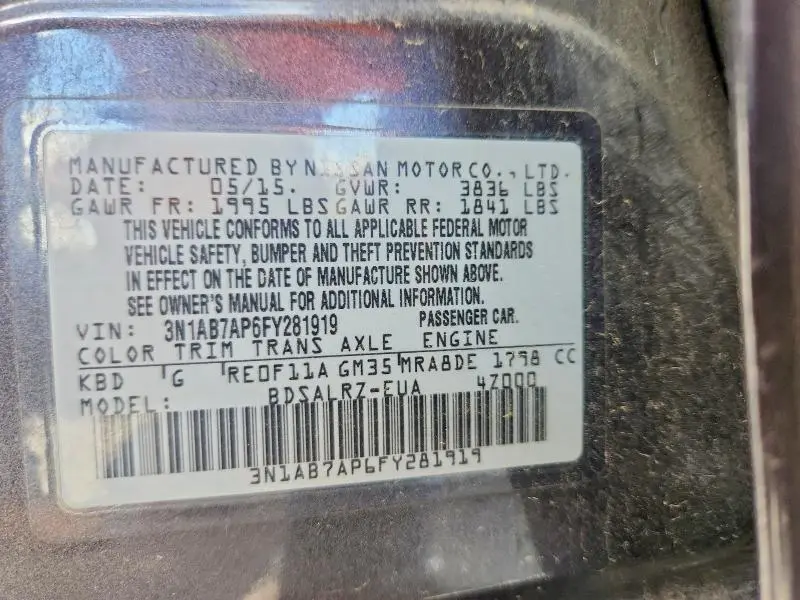 MANUFACTURED BY NISSAN MOTOR CO., LTD.
DATE: 05/15. GVWR: 3836 LBS
GAWR FR: 1995 LBS GAWR RR: 1841 LBS
THIS VEHICLE CONFORMS TO ALL APPLICABLE FEDERAL MOTOR
VEHICLE SAFETY, BUMPER AND THEFT PREVENTION STANDARDS
IN EFFECT ON THE DATE OF MANUFACTURE SHOWN ABOVE.
SEE OWNER'S MANUAL FOR ADDITIONAL INFORMATION.
VIN: 3N1AB7AP6FY281919 PASSENGER CAR.
COLOR TRIM TRANS AXLE ENGINE
KBD G RE0F11A GM35 MRA8DE 1798 CC
MODEL: BDSALRZ-EUA 4Z000
3N1AB7AP6FY281919